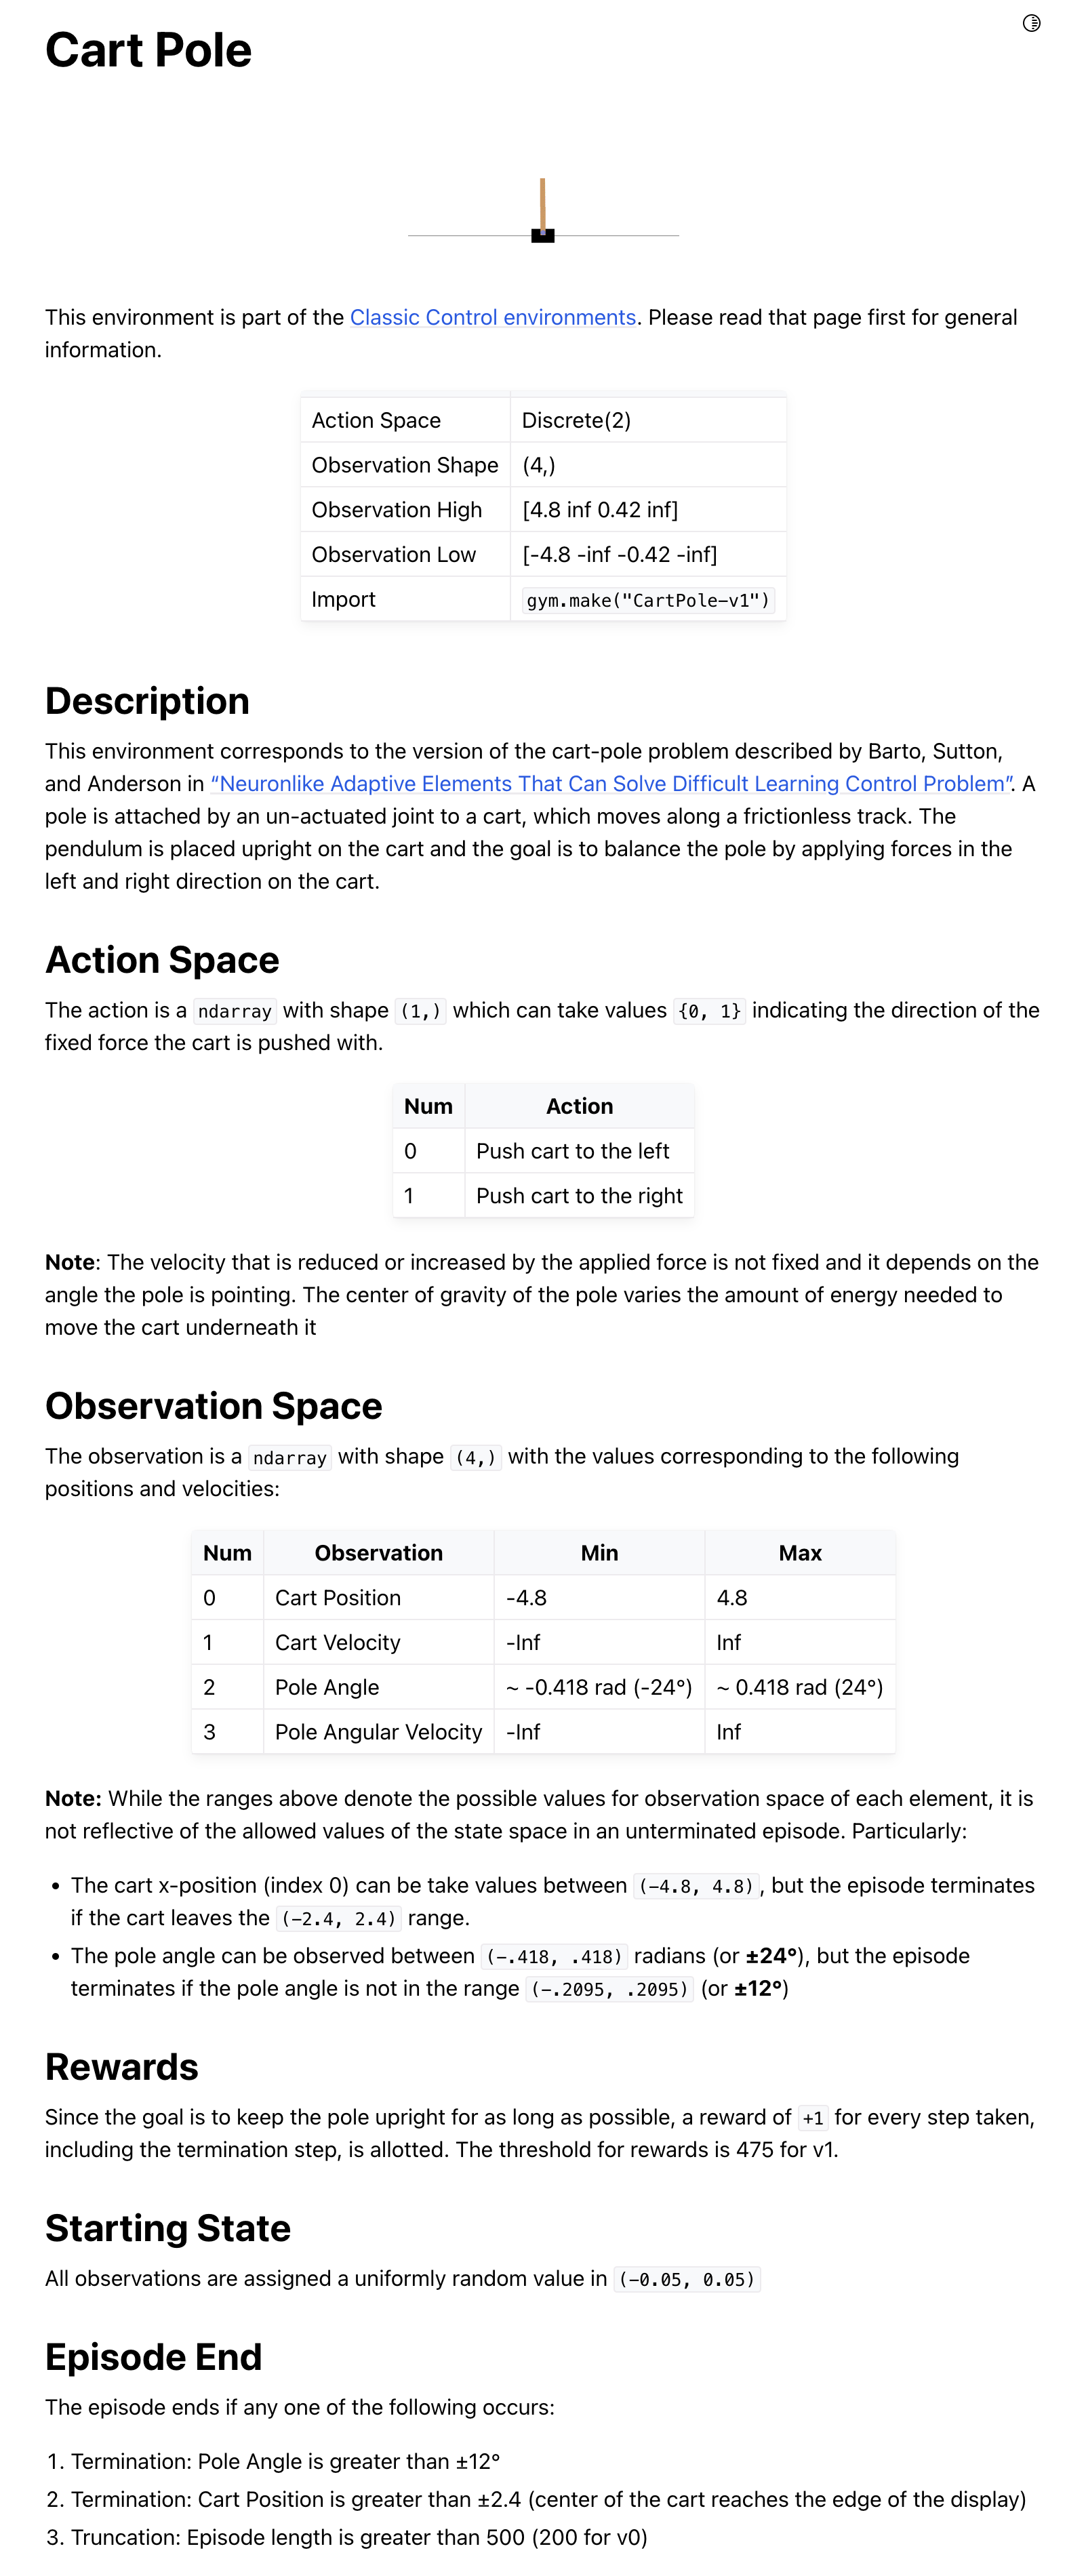 Cart Pole
This environment is part of the Classic Control environments. Please read that page first for general
information.
Action Space Discrete(2)
Observation Shape (4,)
Observation High [4.8 inf 0.42 inf]
Observation Low [-4.8 -inf -0.42 -inf]
Import gym.make("CartPole-v1")
Description
This environment corresponds to the version of the cart-pole problem described by Barto, Sutton,
and Anderson in “Neuronlike Adaptive Elements That Can Solve Difficult Learning Control Problem”. A
pole is attached by an un-actuated joint to a cart, which moves along a frictionless track. The
pendulum is placed upright on the cart and the goal is to balance the pole by applying forces in the
left and right direction on the cart.
Action Space
The action is a ndarray with shape (1,) which can take values {0, 1} indicating the direction of the
fixed force the cart is pushed with.
Num Action
0 Push cart to the left
1 Push cart to the right
Note: The velocity that is reduced or increased by the applied force is not fixed and it depends on the
angle the pole is pointing. The center of gravity of the pole varies the amount of energy needed to
move the cart underneath it
Observation Space
The observation is a ndarray with shape (4,) with the values corresponding to the following
positions and velocities:
Num Observation Min Max
0 Cart Position -4.8 4.8
1 Cart Velocity -Inf Inf
2 Pole Angle ~ -0.418 rad (-24°) ~ 0.418 rad (24°)
3 Pole Angular Velocity -Inf Inf
Note: While the ranges above denote the possible values for observation space of each element, it is
not reflective of the allowed values of the state space in an unterminated episode. Particularly:
• The cart x-position (index 0) can be take values between (-4.8, 4.8), but the episode terminates
if the cart leaves the (-2.4, 2.4) range.
• The pole angle can be observed between (-.418, .418) radians (or ±24°), but the episode
terminates if the pole angle is not in the range (-.2095, .2095) (or ±12°)
Rewards
Since the goal is to keep the pole upright for as long as possible, a reward of +1 for every step taken,
including the termination step, is allotted. The threshold for rewards is 475 for v1.
Starting State
All observations are assigned a uniformly random value in (-0.05, 0.05)
Episode End
The episode ends if any one of the following occurs:
1. Termination: Pole Angle is greater than ±12°
2. Termination: Cart Position is greater than ±2.4 (center of the cart reaches the edge of the display)
3. Truncation: Episode length is greater than 500 (200 for v0)